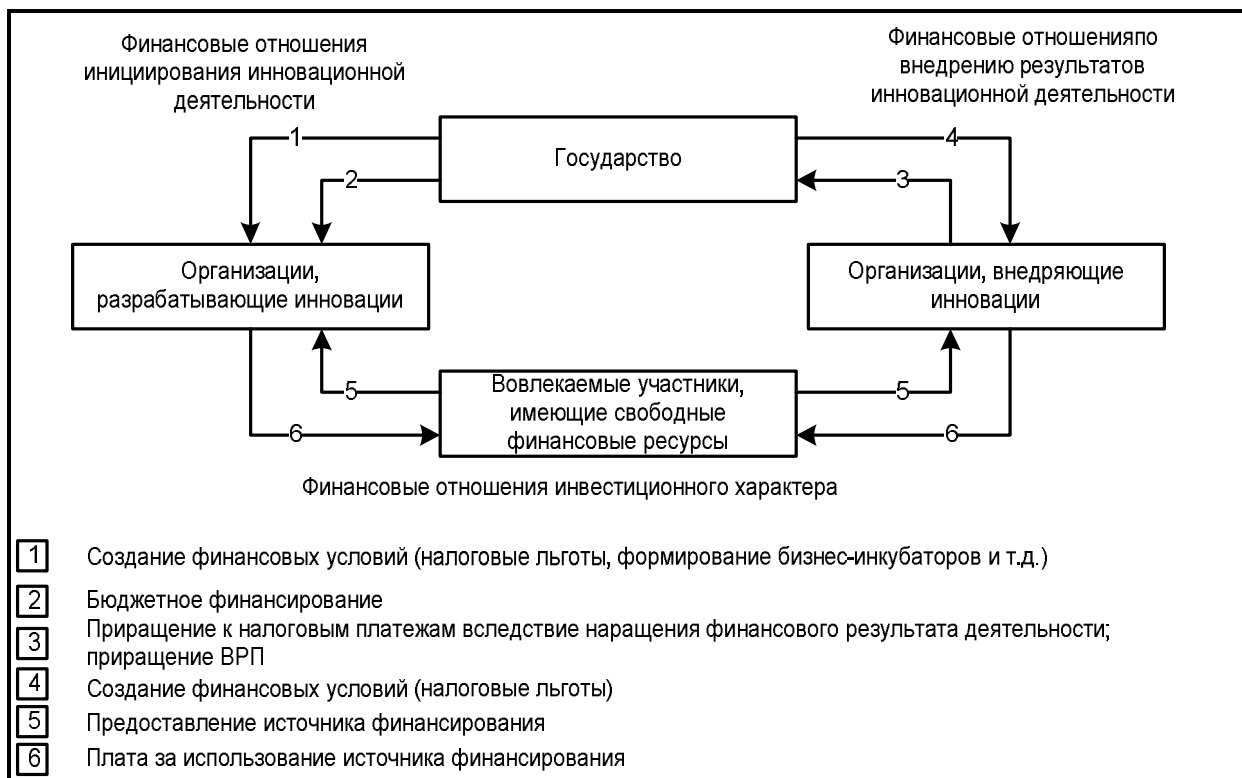 Финансовые отношения
инициирования инновационной
деятельности
Финансовые отношенияпо
внедрению результатов
инновационной деятельности
1
4
Государство
2
3
Организации,
разрабатывающие инновации
Организации, внедряющие
инновации
5
Вовлекаемые участники,
имеющие свободные
финансовые ресурсы
5
6
6
Финансовые отношения инвестиционного характера
1 Создание финансовых условий (налоговые льготы, формирование бизнес-инкубаторов и т.д.)
2 Бюджетное финансирование
3 Приращение к налоговым платежам вследствие наращения финансового результата деятельности;
приращение ВРП
4 Создание финансовых условий (налоговые льготы)
5 Предоставление источника финансирования
6 Плата за использование источника финансирования